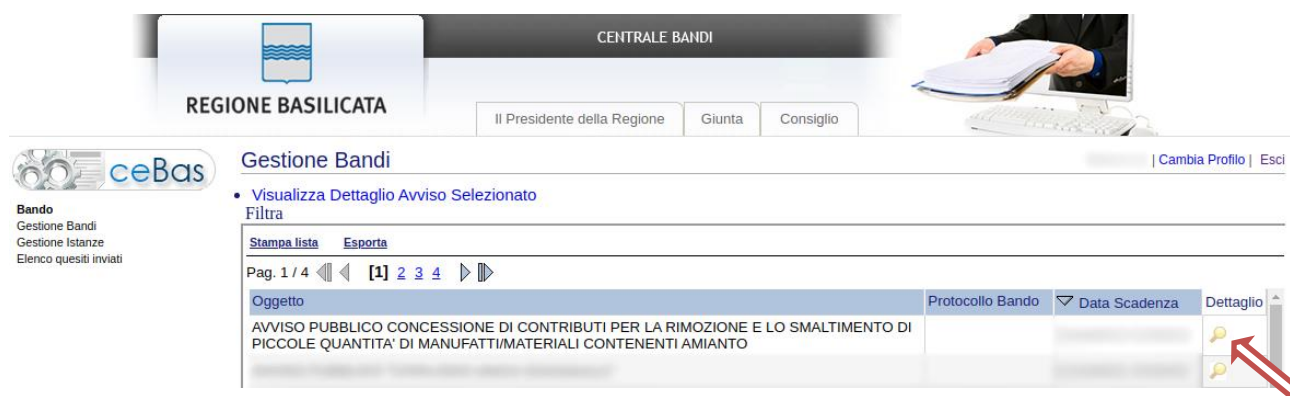 CENTRALE BANDI
REGIONE BASILICATA
Il Presidente della Regione Giunta Consiglio
ceBas
Gestione Bandi
| Cambia Profilo | Esci
Visualizza Dettaglio Avviso Selezionato
Filtra
Bando
Gestione Bandi
Gestione Istanze
Elenco quesiti inviati
Stampa lista Esporta
Pag. 1 / 4 [1] 2 3 4
Oggetto Protocollo Bando Data Scadenza Dettaglio
AVVISO PUBBLICO CONCESSIONE DI CONTRIBUTI PER LA RIMOZIONE E LO SMALTIMENTO DI
PICCOLE QUANTITA' DI MANUFATTI/MATERIALI CONTENENTI AMIANTO